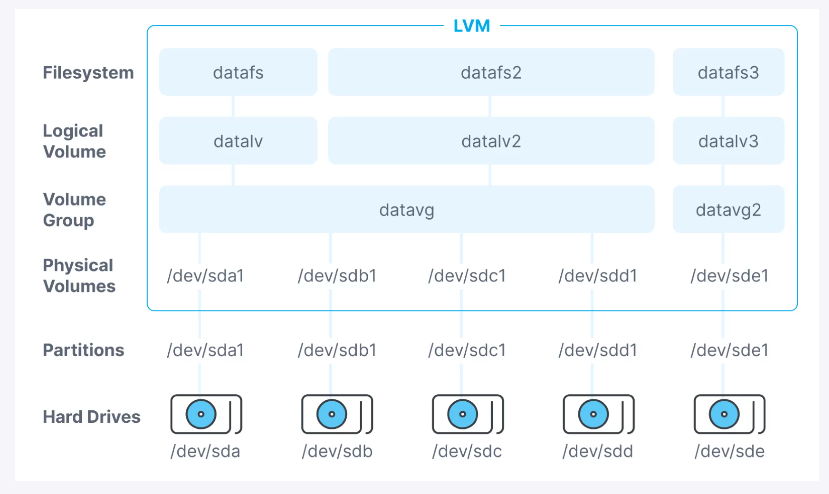 LVM
Filesystem
datafs
datafs2
datafs3
Logical
Volume
datalv
datalv2
datalv3
Volume
Group
datavg
datavg2
Physical
Volumes
/dev/sda1
/dev/sdb1
/dev/sdc1
/dev/sdd1
/dev/sde1
Partitions
/dev/sda1
/dev/sdb1
/dev/sdc1
/dev/sdd1
/dev/sde1
Hard Drives
/dev/sda
/dev/sdb
/dev/sdc
/dev/sdd
/dev/sde